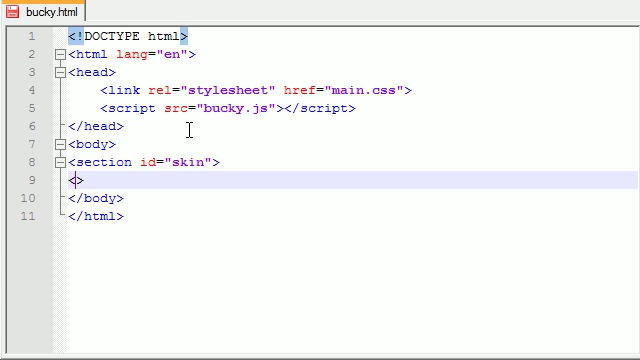 bucky.html
1 <!DOCTYPE html>
2 <html lang="en">
3 <head>
4 <link rel="stylesheet" href="main.css">
5 <script src="bucky.js"></script>
6 </head>
7 <body>
8 <section id="skin">
9 <>
10 </body>
11 </html>